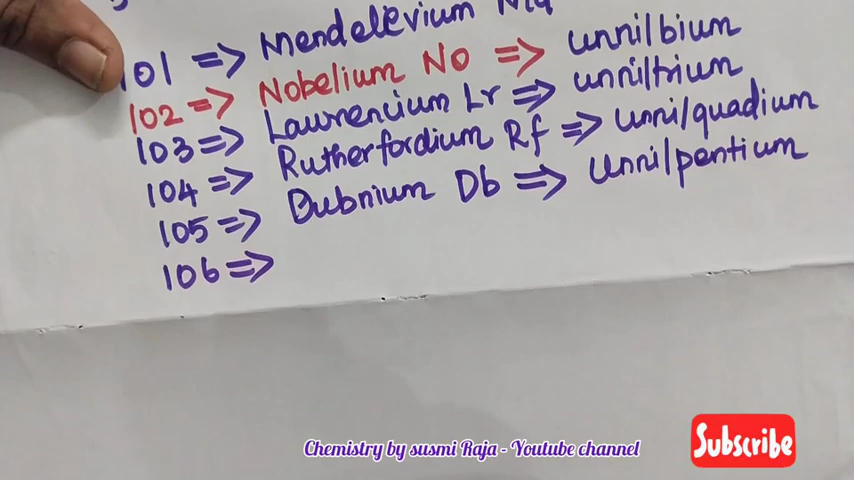 101 => Mendelevium Md
102 => Nobelium No => unnilbium
103 => Lawrencium Lr => unniltrium
104 => Rutherfordium Rf => unnilquadium
105 => Dubnium Db => unnilpentium
106 =>
Chemistry by susmi Raja - Youtube channel
Subscribe